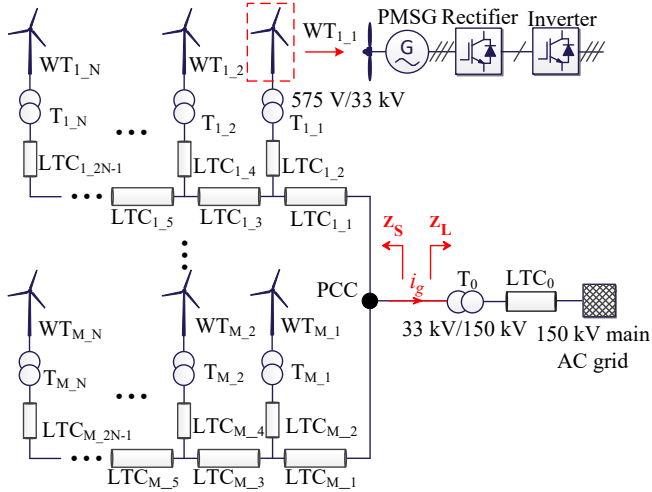 WT1_1
PMSG
Rectifier
Inverter
G
WT1_N
WT1_2
575 V/33 kV
T1_N
T1_2
T1_1
LTC1_2N-1
LTC1_4
LTC1_2
LTC1_5
LTC1_3
LTC1_1
zS
zL
PCC
ig
T0
LTC0
33 kV/150 kV
150 kV main
AC grid
WTM_N
WTM_2
WTM_1
TM_N
TM_2
TM_1
LTCM_2N-1
LTCM_4
LTCM_2
LTCM_5
LTCM_3
LTCM_1